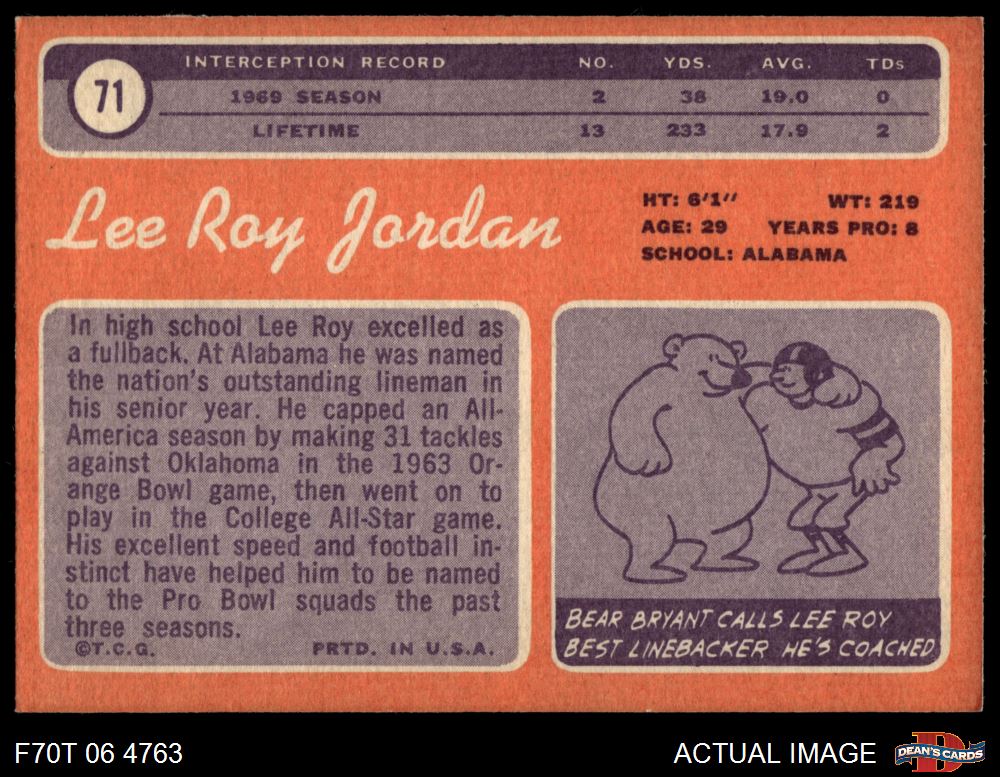 71
INTERCEPTION RECORD NO. YDS. AVG. TDs
1969 SEASON 2 38 19.0 0
LIFETIME 13 233 17.9 2
Lee Roy Jordan
HT: 6'1" WT: 219
AGE: 29 YEARS PRO: 8
SCHOOL: ALABAMA
In high school Lee Roy excelled as
a fullback. At Alabama he was named
the nation's outstanding lineman in
his senior year. He capped an All-
America season by making 31 tackles
against Oklahoma in the 1963 Or-
ange Bowl game, then went on to
play in the College All-Star game.
His excellent speed and football in-
stinct have helped him to be named
to the Pro Bowl squads the past
three seasons.
©T.C.G. PRTD. IN U.S.A.
BEAR BRYANT CALLS LEE ROY
BEST LINEBACKER HE'S COACHED
F70T 06 4763
ACTUAL IMAGE
D
DEAN'S CARDS